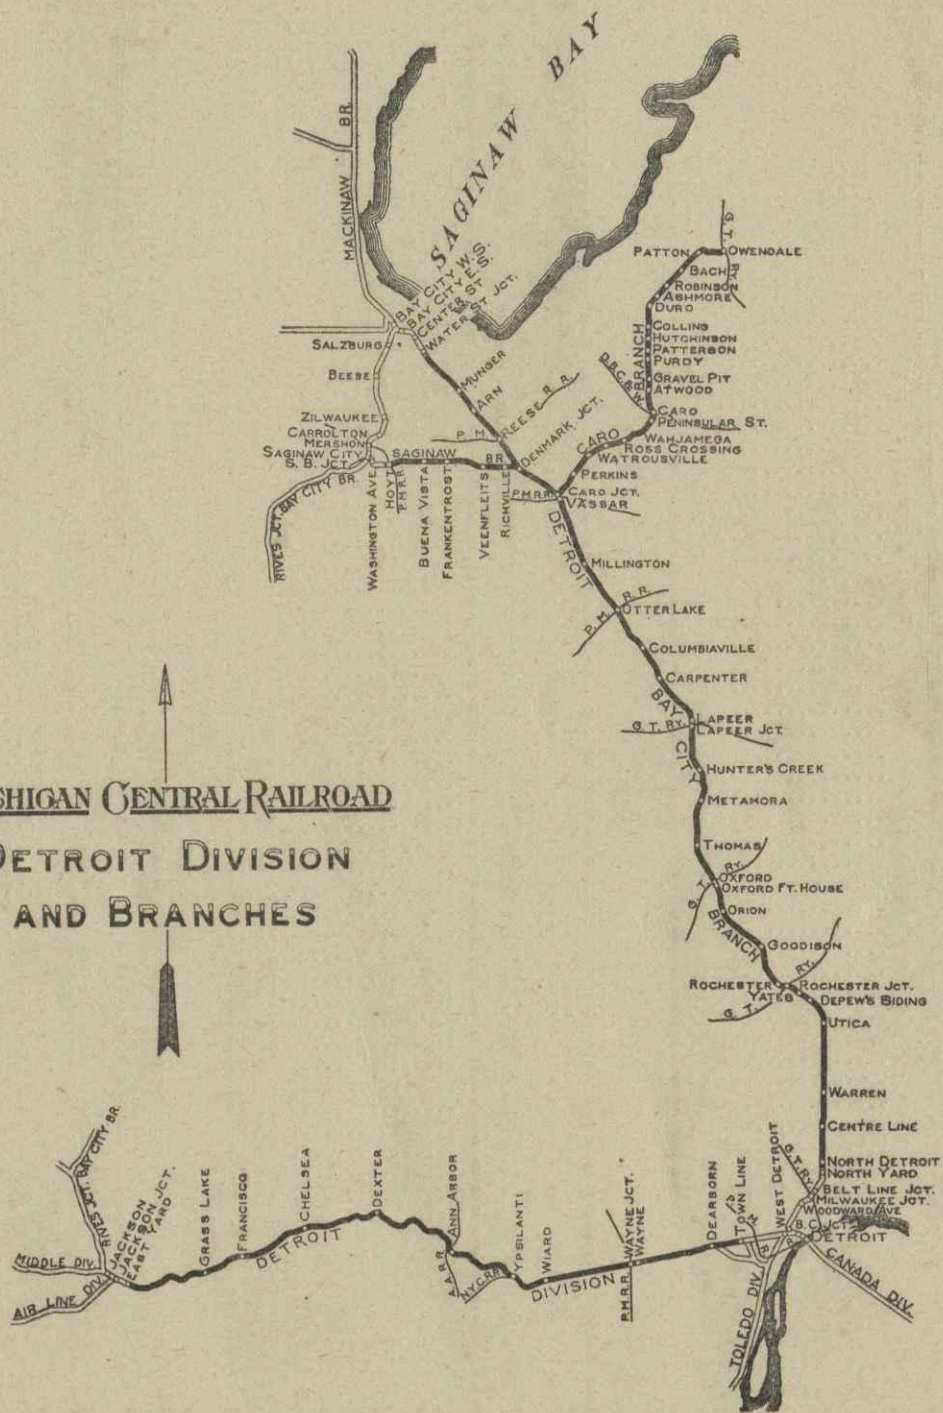 SAGINAW BAY
MACKINAW BR.
BAY CITY W.S.
BAY CITY E.S.
CENTER ST
WATER ST JCT.
SALZBURG
BEEBE
ZILWAUKEE
CARROLTON
MERSHON
SAGINAW CITY
S. B. JCT.
RIVES JCT. BAY CITY BR.
WASHINGTON AVE
HOYT
P.M.R.R.
SAGINAW BR.
BUENA VISTA
FRANKENTROST
VEENFLEITS
RICHVILLE
MUNGER
ARN
REESE
P. M. R. R.
DENMARK JCT.
G. T. RY.
OWENDALE
PATTON
BACH
ROBINSON
ASHMORE
DURO
COLLING
HUTCHINSON
PATTERSON
PURDY
GRAVEL PIT
ATWOOD
CARO
PENINSULAR ST.
WAHJAMEGA
ROSS CROSSING
WATROUSVILLE
PERKINS
CARO BRANCH
P.M.R.R.
CARO JCT.
VASSAR
DETROIT BAY CITY BRANCH
MILLINGTON
P. M. R. R.
OTTER LAKE
COLUMBIAVILLE
CARPENTER
G. T. RY.
LAPEER
LAPEER JCT.
HUNTER'S CREEK
METAMORA
THOMAS
G. T. RY.
OXFORD
OXFORD FT. HOUSE
ORION
GOODISON
ROCHESTER
G. T. RY.
ROCHESTER JCT.
YATES
DEPEW'S SIDING
UTICA
WARREN
CENTRE LINE
NORTH DETROIT
NORTH YARD
G. T. RY.
BELT LINE JCT.
MILWAUKEE JCT.
WOODWARD AVE
B.C. JCT.
DETROIT
CHIGAN CENTRAL RAILROAD
DETROIT DIVISION
AND BRANCHES
RIVES JCT. BAY CITY BR.
MIDDLE DIV.
AIR LINE DIV.
JACKSON
JACKSON JCT.
EAST YARD
GRASS LAKE
FRANCISCO
CHELSEA
DEXTER
ANN ARBOR
A. A. R. R.
N.Y.C.R.R.
YPSILANTI
WIARD
DETROIT DIVISION
WAYNE JCT.
WAYNE
P.M.R.R.
DEARBORN
TOWN LINE
WEST DETROIT
TOLEDO DIV.
CANADA DIV.